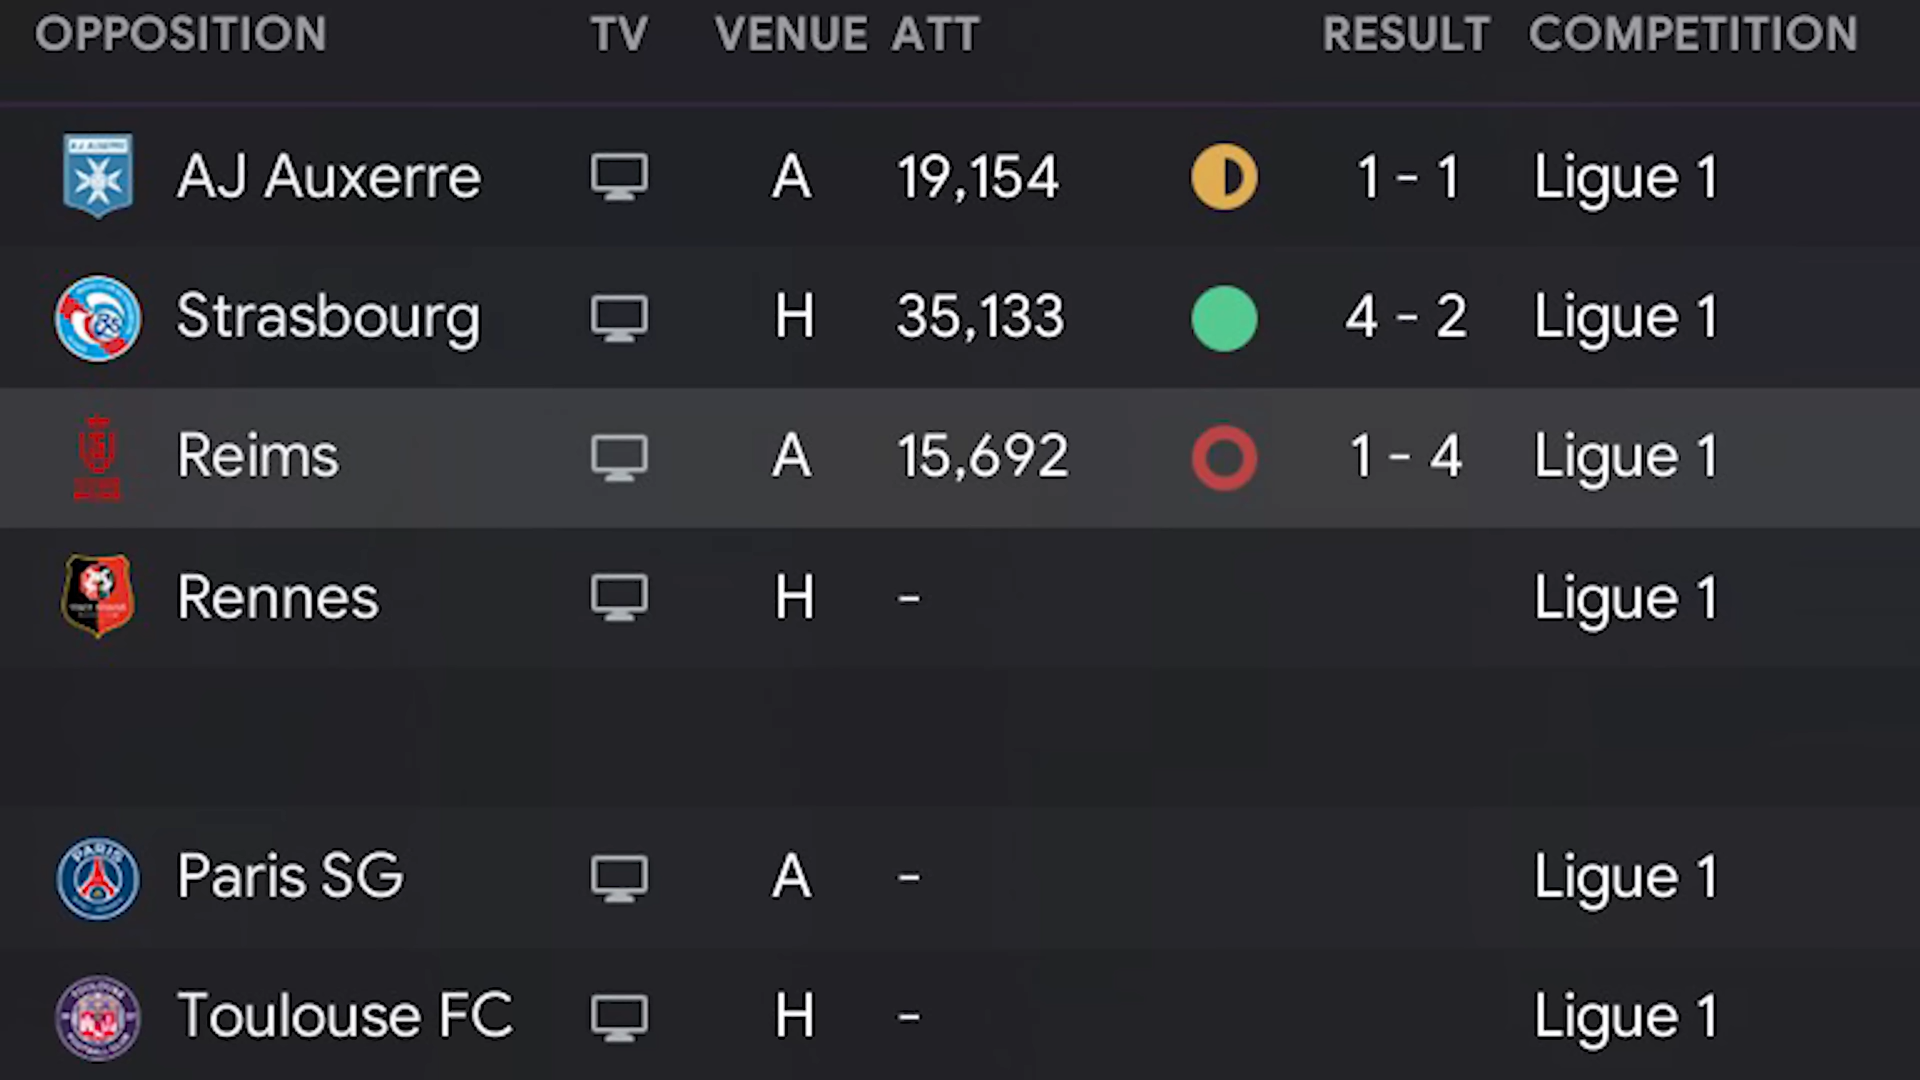 OPPOSITION TV VENUE ATT RESULT COMPETITION
AJ Auxerre A 19,154 1 - 1 Ligue 1
Strasbourg H 35,133 4 - 2 Ligue 1
Reims A 15,692 1 - 4 Ligue 1
Rennes H - Ligue 1
PARIS
Paris SG A - Ligue 1
Toulouse FC H - Ligue 1